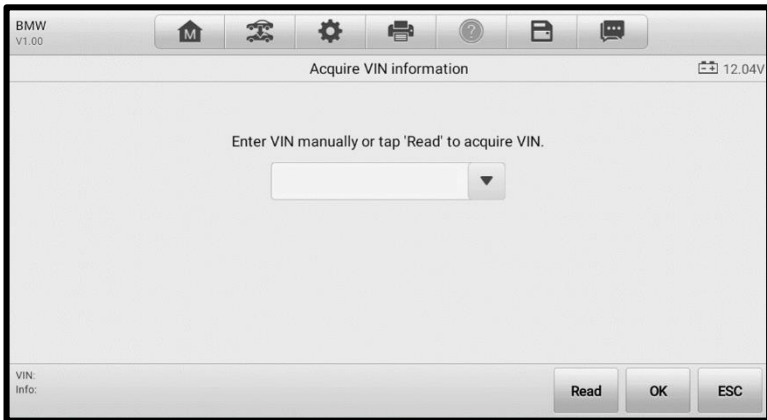 BMW
V1.00
M
?
Acquire VIN information
12.04V
Enter VIN manually or tap 'Read' to acquire VIN.
VIN:
Info:
Read
OK
ESC